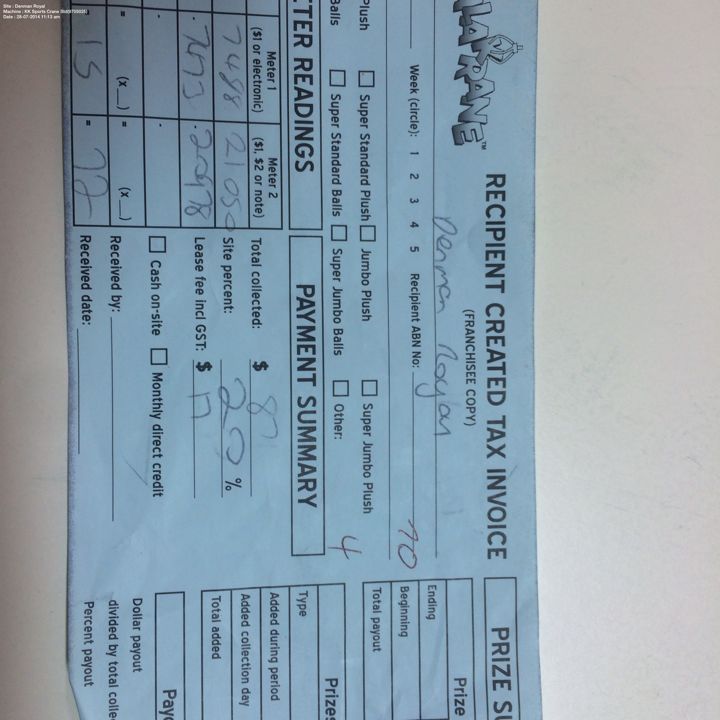 Site : Denman Royal
Machine : KK Sports Crane
Date : 28-07-2014 11:13 am
RECIPIENT CREATED TAX INVOICE
(FRANCHISEE COPY)
Denman Royal
Week (circle): 1 2 3 4 5 Recipient ABN No:
Plush Super Standard Plush Jumbo Plush Super Jumbo Plush
Balls Super Standard Balls Super Jumbo Balls Other:
10
4
TER READINGS
Meter 1 Meter 2
($1 or electronic) ($1, $2 or note)
7488 21050
7473 20978
(x__) = (x__)
= 15 = 72
PAYMENT SUMMARY
Total collected: $ 87
Site percent: 20 %
Lease fee incl GST: $ 17
Cash on-site Monthly direct credit
Received by:
Received date:
PRIZE SU
Prize
Ending
Beginning
Total payout
Prizes
Type
Added during period
Added collection day
Total added
Payo
Dollar payout
divided by total colle
Percent payout